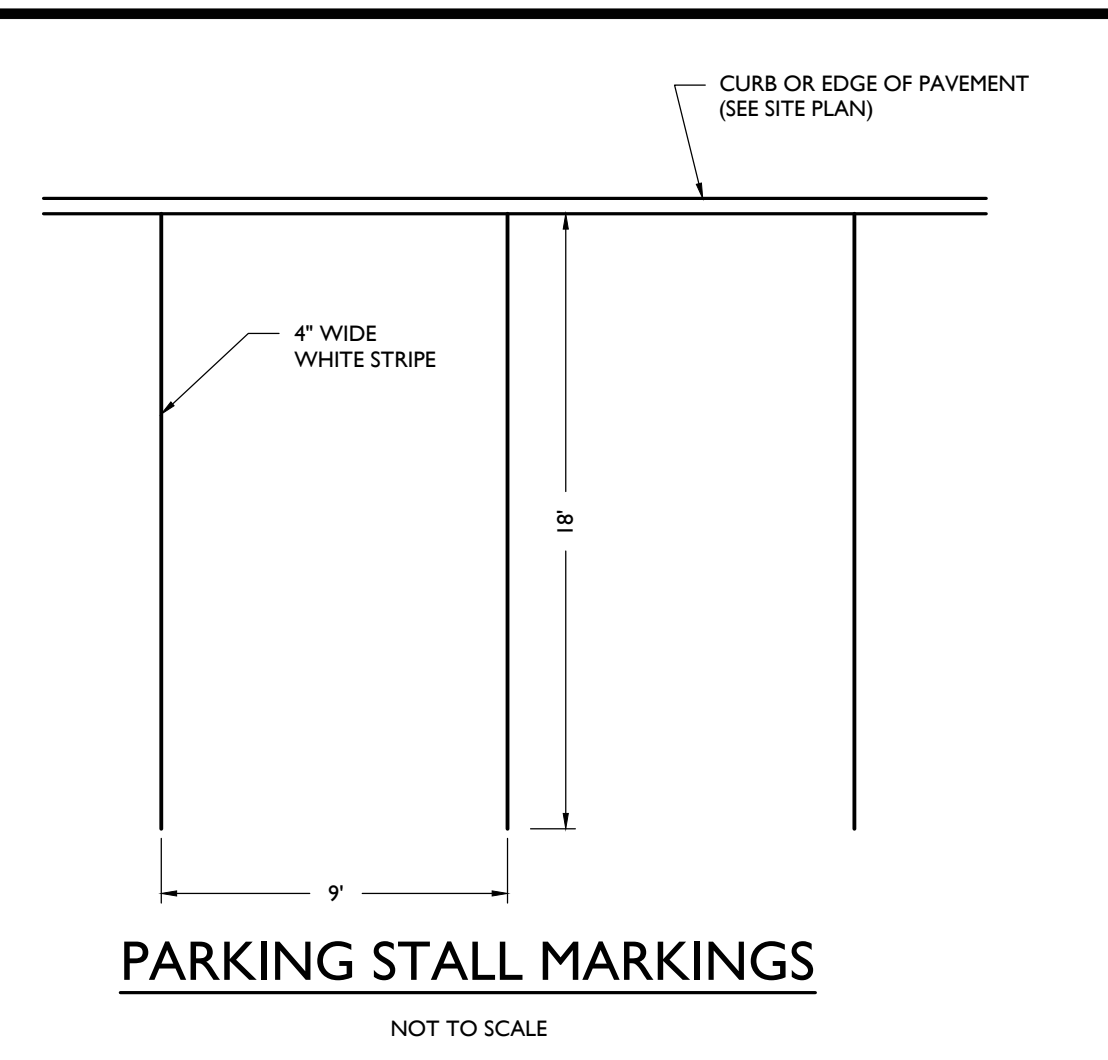 CURB OR EDGE OF PAVEMENT
(SEE SITE PLAN)
4" WIDE
WHITE STRIPE
18'
9'
PARKING STALL MARKINGS
NOT TO SCALE